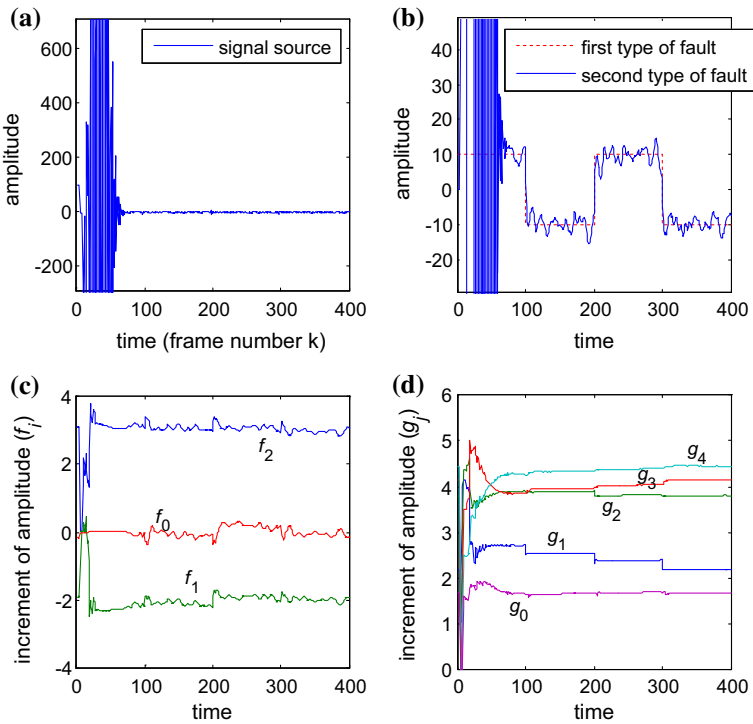 (a)
600
400
200
0
-200
amplitude
signal source
0 100 200 300 400
time (frame number k)
(b)
40
30
20
10
0
-10
-20
amplitude
first type of fault
second type of fault
0 100 200 300 400
time
(c)
4
2
0
-2
-4
increment of amplitude (f_j)
f_2
f_0
f_1
0 100 200 300 400
time
(d)
6
5
4
3
2
1
0
increment of amplitude (g_j)
g_4
g_3
g_2
g_1
g_0
0 100 200 300 400
time